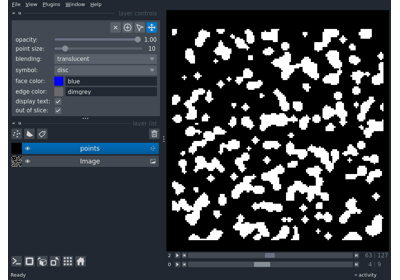 File View Plugins Window Help
layer controls
opacity: 1.00
point size: 10
blending: translucent
symbol: disc
face color: blue
edge color: dimgrey
display text: ✓
out of slice: ✓
layer list
points
Image
2 63 127
0 4 9
Ready activity